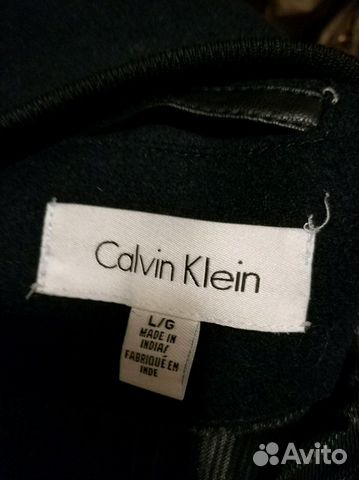 Calvin Klein
L/G
MADE IN
INDIA/
FABRIQUÉ EN
INDE
Avito